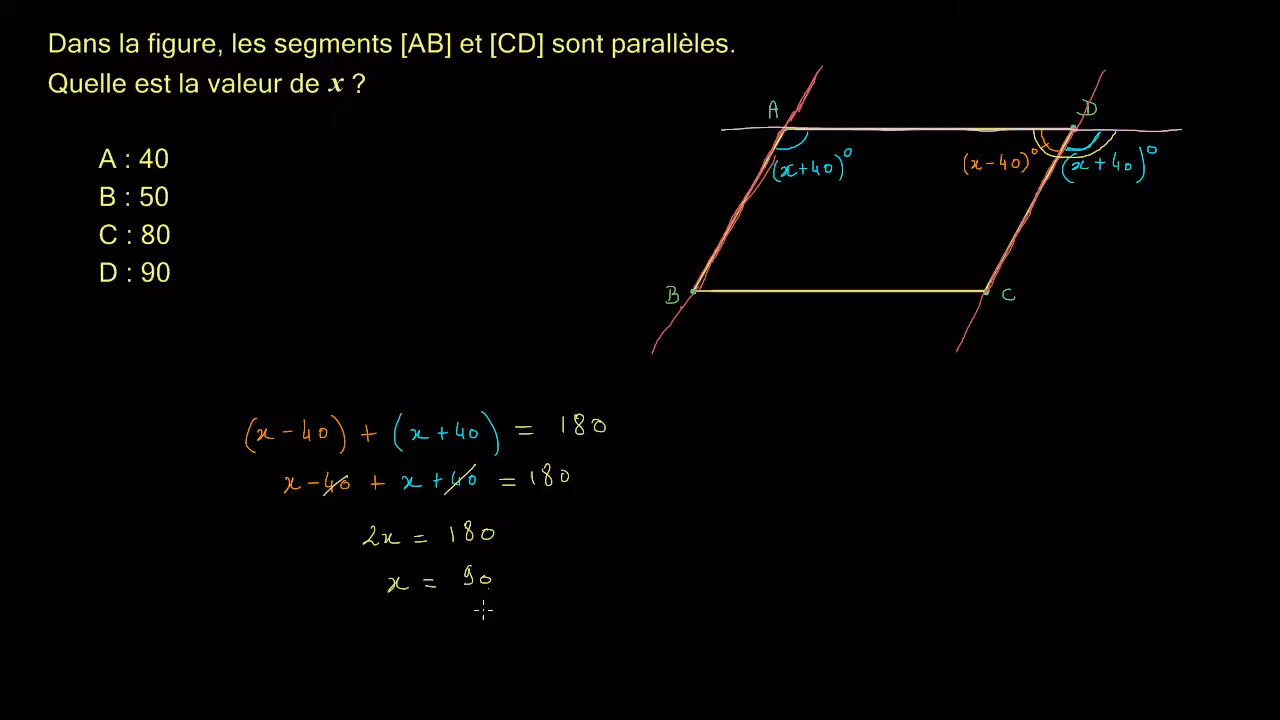 Dans la figure, les segments [AB] et [CD] sont parallèles.
Quelle est la valeur de x ?
A : 40
B : 50
C : 80
D : 90
A
D
(x+40)°
(x-40)°
(x+40)°
B
C
(x-40) + (x+40) = 180
x-40 + x+40 = 180
2x = 180
x = 90